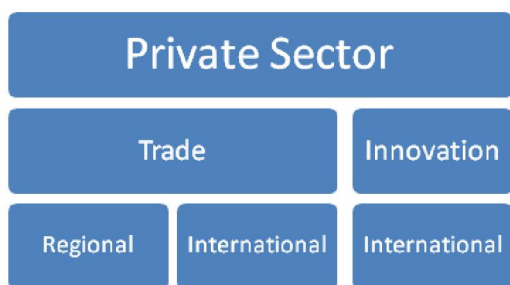 Private Sector
Trade
Innovation
Regional
International
International